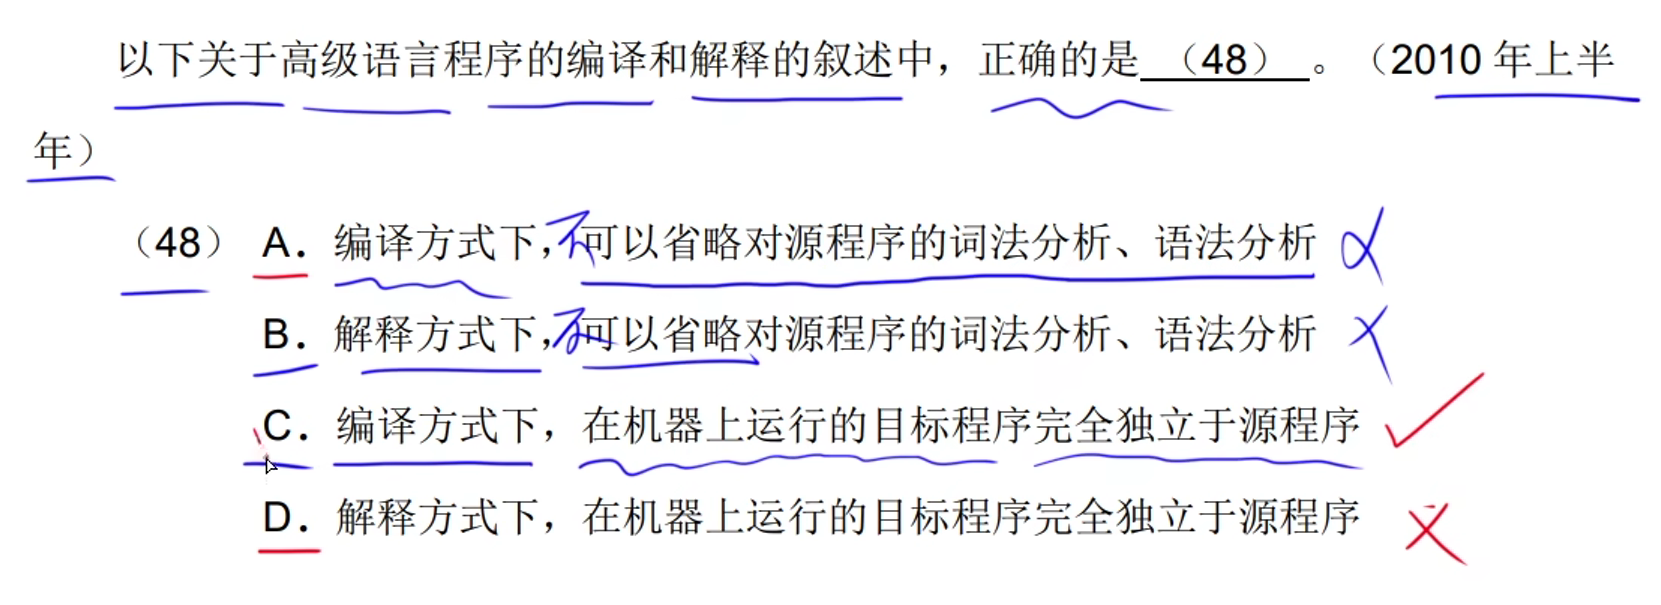 以下关于高级语言程序的编译和解释的叙述中，正确的是 （48） 。（2010 年上半
年）
（48） A. 编译方式下，不可以省略对源程序的词法分析、语法分析
B. 解释方式下，不可以省略对源程序的词法分析、语法分析
C. 编译方式下，在机器上运行的目标程序完全独立于源程序
D. 解释方式下，在机器上运行的目标程序完全独立于源程序